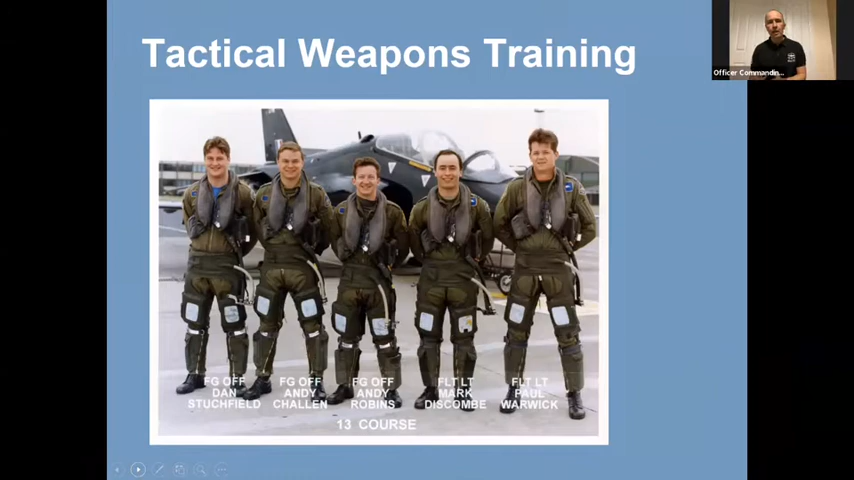 Tactical Weapons Training
Officer Commandin...
FG OFF DAN STUCHFIELD
FG OFF ANDY CHALLEN
FG OFF ANDY ROBINS
FLT LT MARK DISCOMBE
FLT LT PAUL WARWICK
13 COURSE